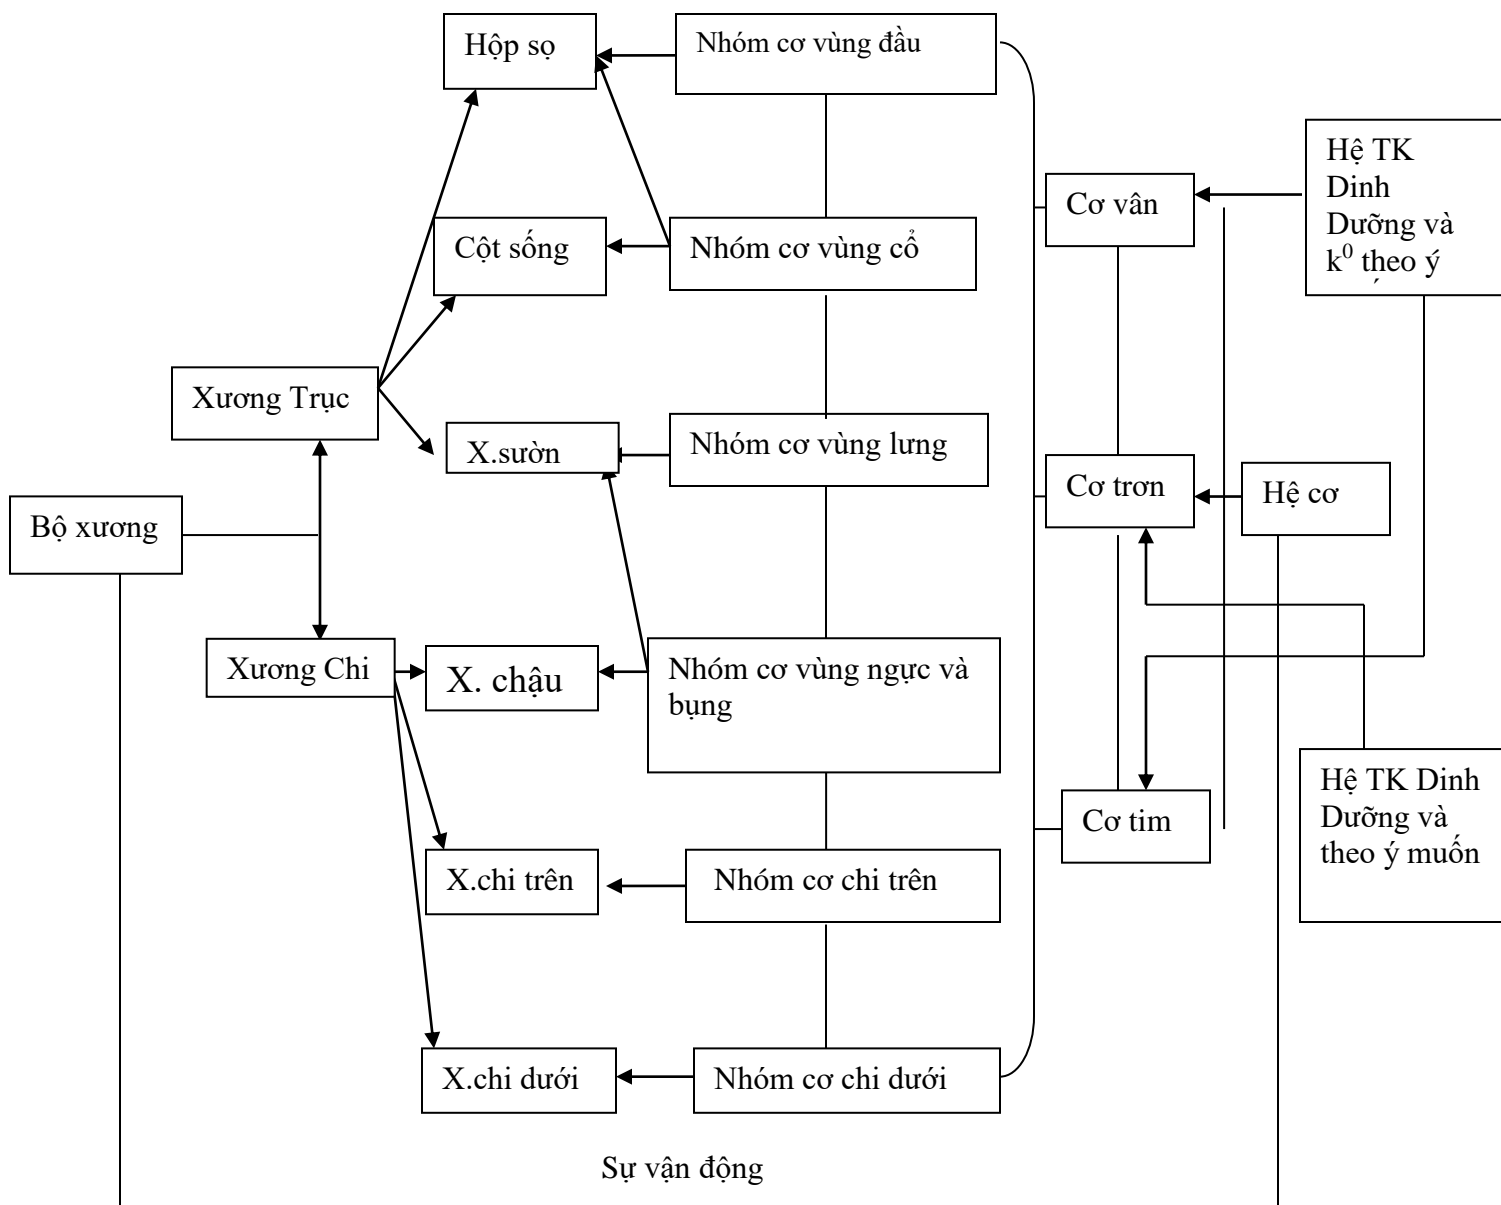 Hộp sọ
Nhóm cơ vùng đầu
Hệ TK
Dinh
Dưỡng và
k⁰ theo ý
Cơ vân
Cột sống
Nhóm cơ vùng cổ
Xương Trục
X.sườn
Nhóm cơ vùng lưng
Cơ trơn
Hệ cơ
Bộ xương
Xương Chi
X. chậu
Nhóm cơ vùng ngực và
bụng
Hệ TK Dinh
Dưỡng và
theo ý muốn
Cơ tim
X.chi trên
Nhóm cơ chi trên
X.chi dưới
Nhóm cơ chi dưới
Sự vận động